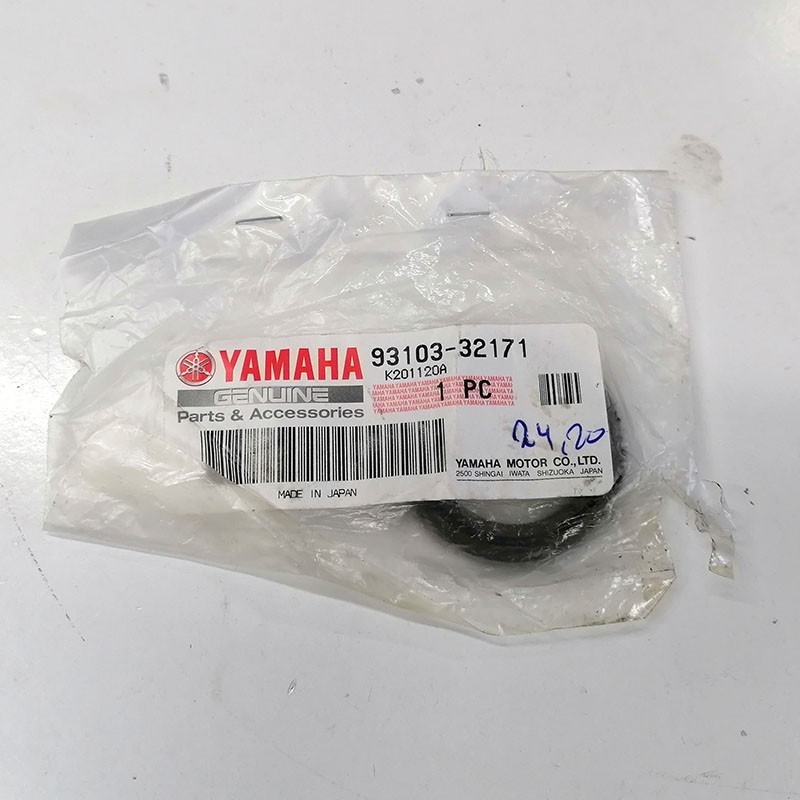 YAMAHA 93103-32171
K201120A
GENUINE
Parts & Accessories
1 PC
24,20
YAMAHA MOTOR CO.,LTD.
2500 SHINGAI IWATA SHIZUOKA JAPAN
MADE IN JAPAN